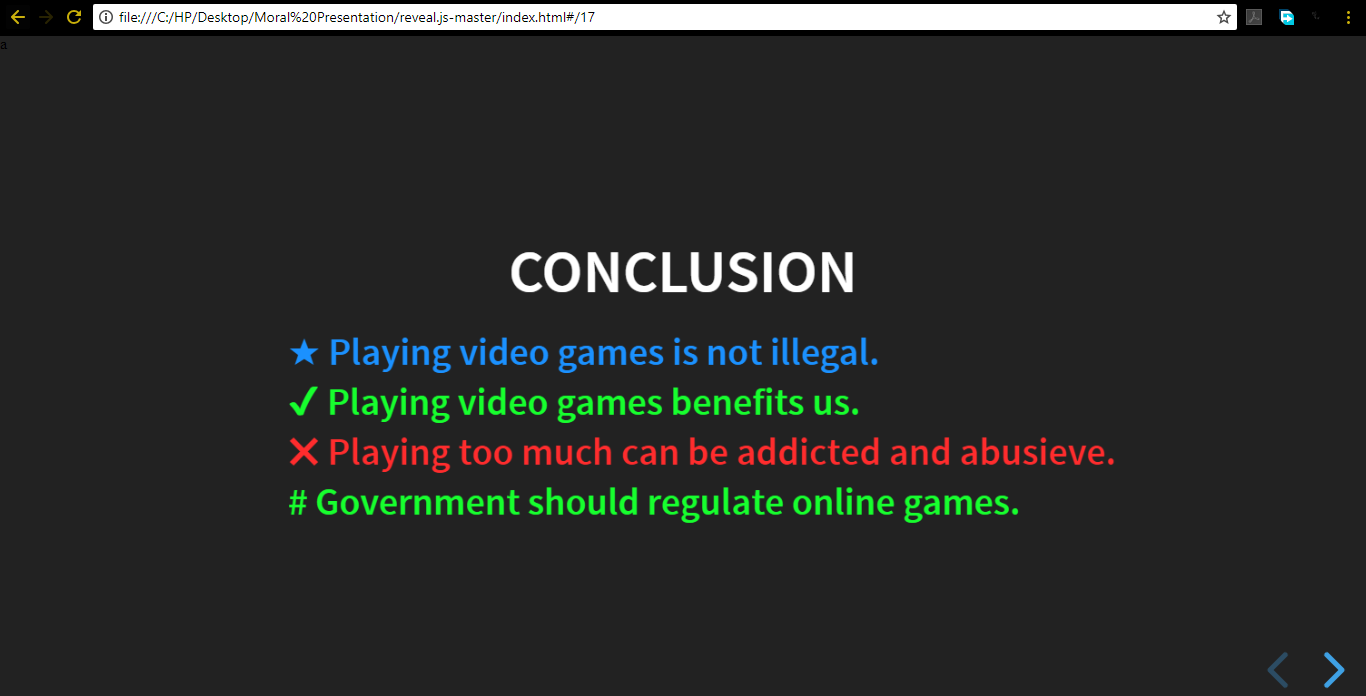 file:///C:/HP/Desktop/Moral%20Presentation/reveal.js-master/index.html#/17
a
CONCLUSION
★ Playing video games is not illegal.
✔ Playing video games benefits us.
❌ Playing too much can be addicted and abusieve.
# Government should regulate online games.